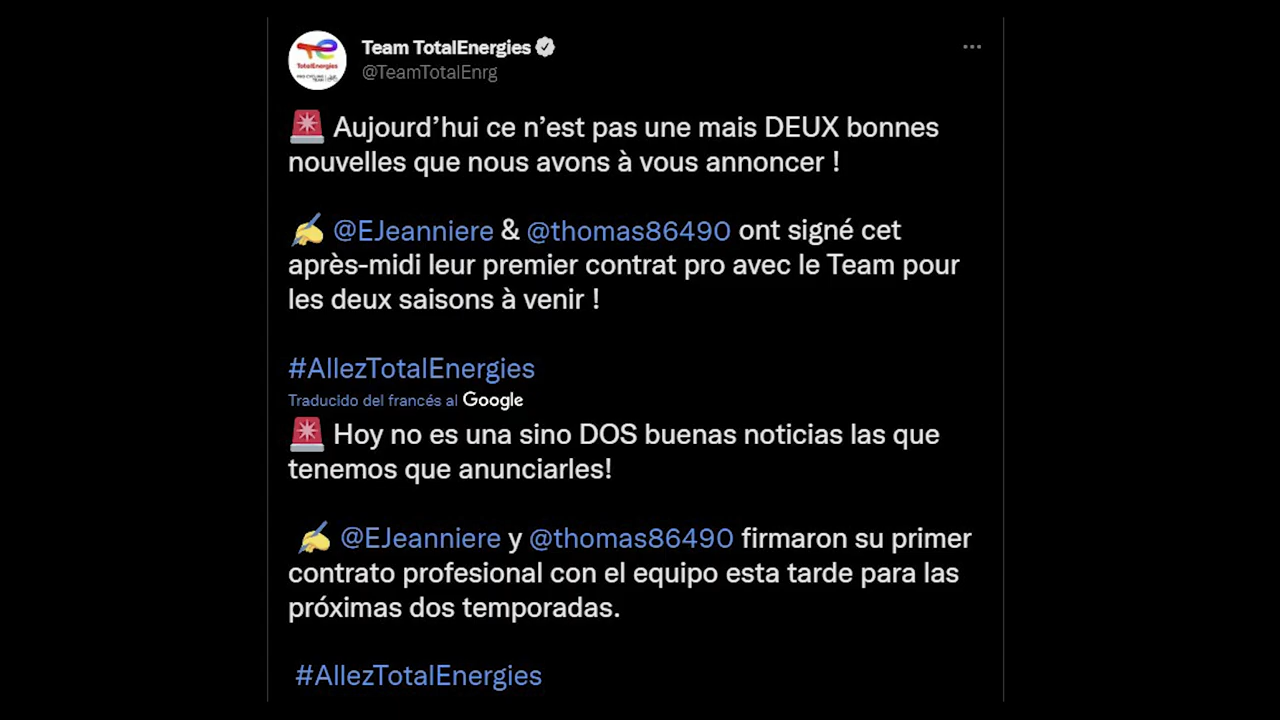 Team TotalEnergies
@TeamTotalEnrg
TotalEnergies
🚨 Aujourd’hui ce n’est pas une mais DEUX bonnes
nouvelles que nous avons à vous annoncer !
✍️ @EJeanniere & @thomas86490 ont signé cet
après-midi leur premier contrat pro avec le Team pour
les deux saisons à venir !
#AllezTotalEnergies
Traducido del francés al Google
🚨 Hoy no es una sino DOS buenas noticias las que
tenemos que anunciarles!
✍️ @EJeanniere y @thomas86490 firmaron su primer
contrato profesional con el equipo esta tarde para las
próximas dos temporadas.
#AllezTotalEnergies